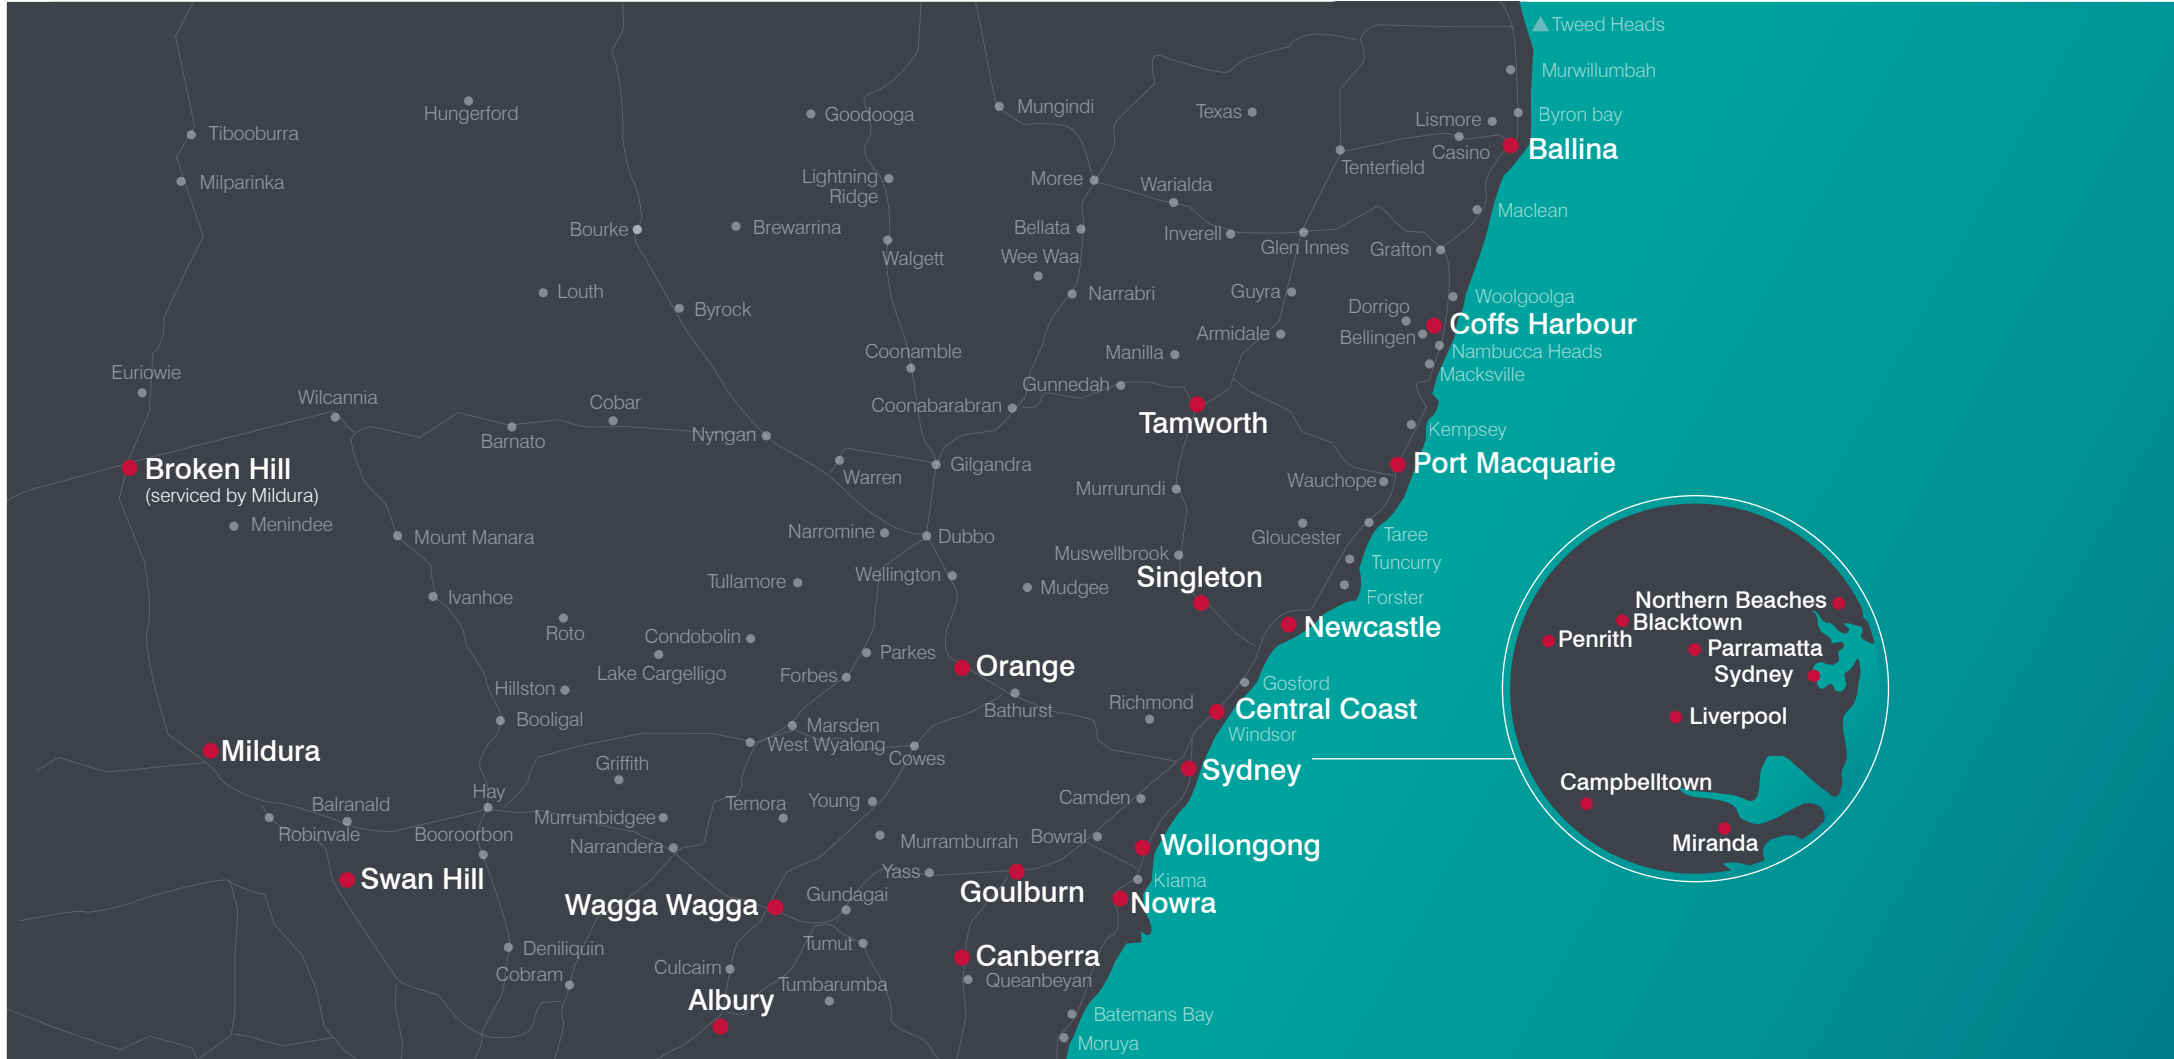 Tweed Heads
Murwillumbah
Hungerford
Goodooga
Mungindi
Texas
Lismore
Byron bay
Tibooburra
Casino
Ballina
Tenterfield
Milparinka
Lightning
Ridge
Moree
Warialda
Maclean
Bourke
Brewarrina
Bellata
Inverell
Glen Innes
Grafton
Walgett
Wee Waa
Louth
Byrock
Narrabri
Guyra
Woolgoolga
Dorrigo
Coffs Harbour
Armidale
Bellingen
Coonamble
Manilla
Nambucca Heads
Euriowie
Macksville
Gunnedah
Wilcannia
Cobar
Coonabarabran
Tamworth
Barnato
Nyngan
Kempsey
Broken Hill
(serviced by Mildura)
Warren
Gilgandra
Port Macquarie
Murrurundi
Wauchope
Menindee
Mount Manara
Narromine
Dubbo
Gloucester
Taree
Muswellbrook
Tuncurry
Tullamore
Wellington
Mudgee
Singleton
Ivanhoe
Forster
Roto
Condobolin
Newcastle
Northern Beaches
Blacktown
Penrith
Parramatta
Sydney
Lake Cargelligo
Parkes
Orange
Forbes
Hillston
Gosford
Richmond
Bathurst
Central Coast
Liverpool
Booligal
Marsden
West Wyalong
Windsor
Mildura
Cowes
Griffith
Sydney
Campbelltown
Hay
Balranald
Temora
Young
Camden
Robinvale
Booroorbon
Murrumbidgee
Narrandera
Murramburrah
Bowral
Wollongong
Miranda
Swan Hill
Yass
Goulburn
Kiama
Wagga Wagga
Gundagai
Nowra
Deniliquin
Tumut
Canberra
Cobram
Culcairn
Tumbarumba
Queanbeyan
Albury
Batemans Bay
Moruya